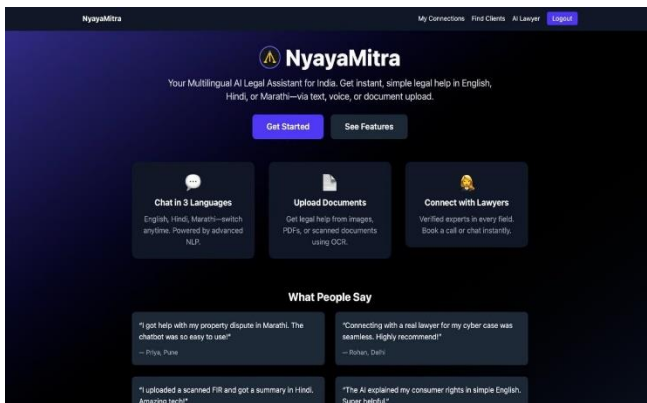 NyayaMitra
My Connections Find Clients AI Lawyer Logout
NyayaMitra
Your Multilingual AI Legal Assistant for India. Get instant, simple legal help in English,
Hindi, or Marathi—via text, voice, or document upload.
Get Started See Features
Chat in 3 Languages
English, Hindi, Marathi—switch
anytime. Powered by advanced
NLP.
Upload Documents
Get legal help from images,
PDFs, or scanned documents
using OCR.
Connect with Lawyers
Verified experts in every field.
Book a call or chat instantly.
What People Say
"I got help with my property dispute in Marathi. The
chatbot was so easy to use!"
— Priya, Pune
"Connecting with a real lawyer for my cyber case was
seamless. Highly recommend!"
— Rohan, Delhi
"I uploaded a scanned FIR and got a summary in Hindi.
Amazing tech!"
"The AI explained my consumer rights in simple English.
Super helpful."